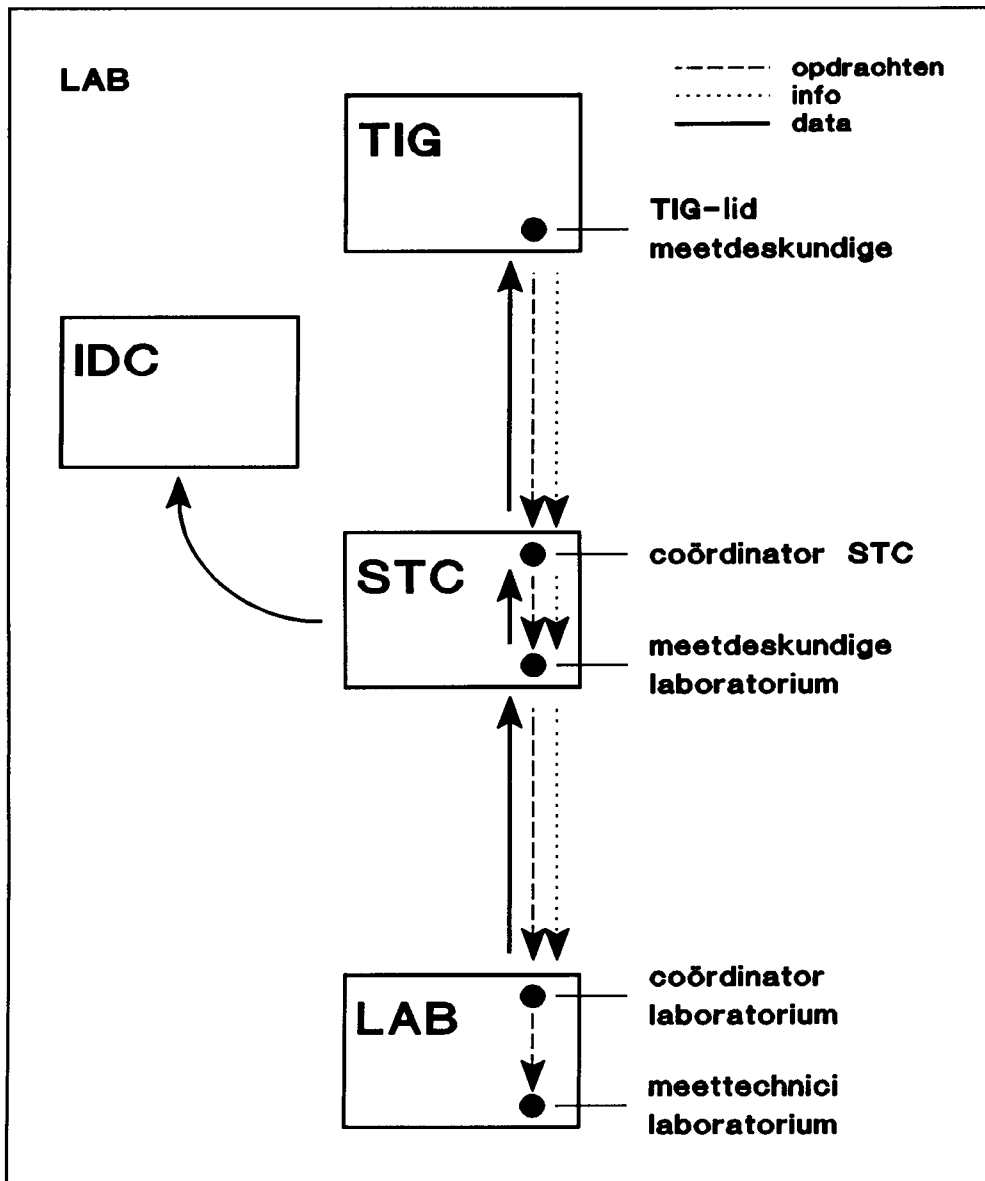 LAB
opdrachten
info
data
TIG
TIG-lid
meetdeskundige
IDC
STC
coördinator STC
meetdeskundige
laboratorium
LAB
coördinator
laboratorium
meettechnici
laboratorium